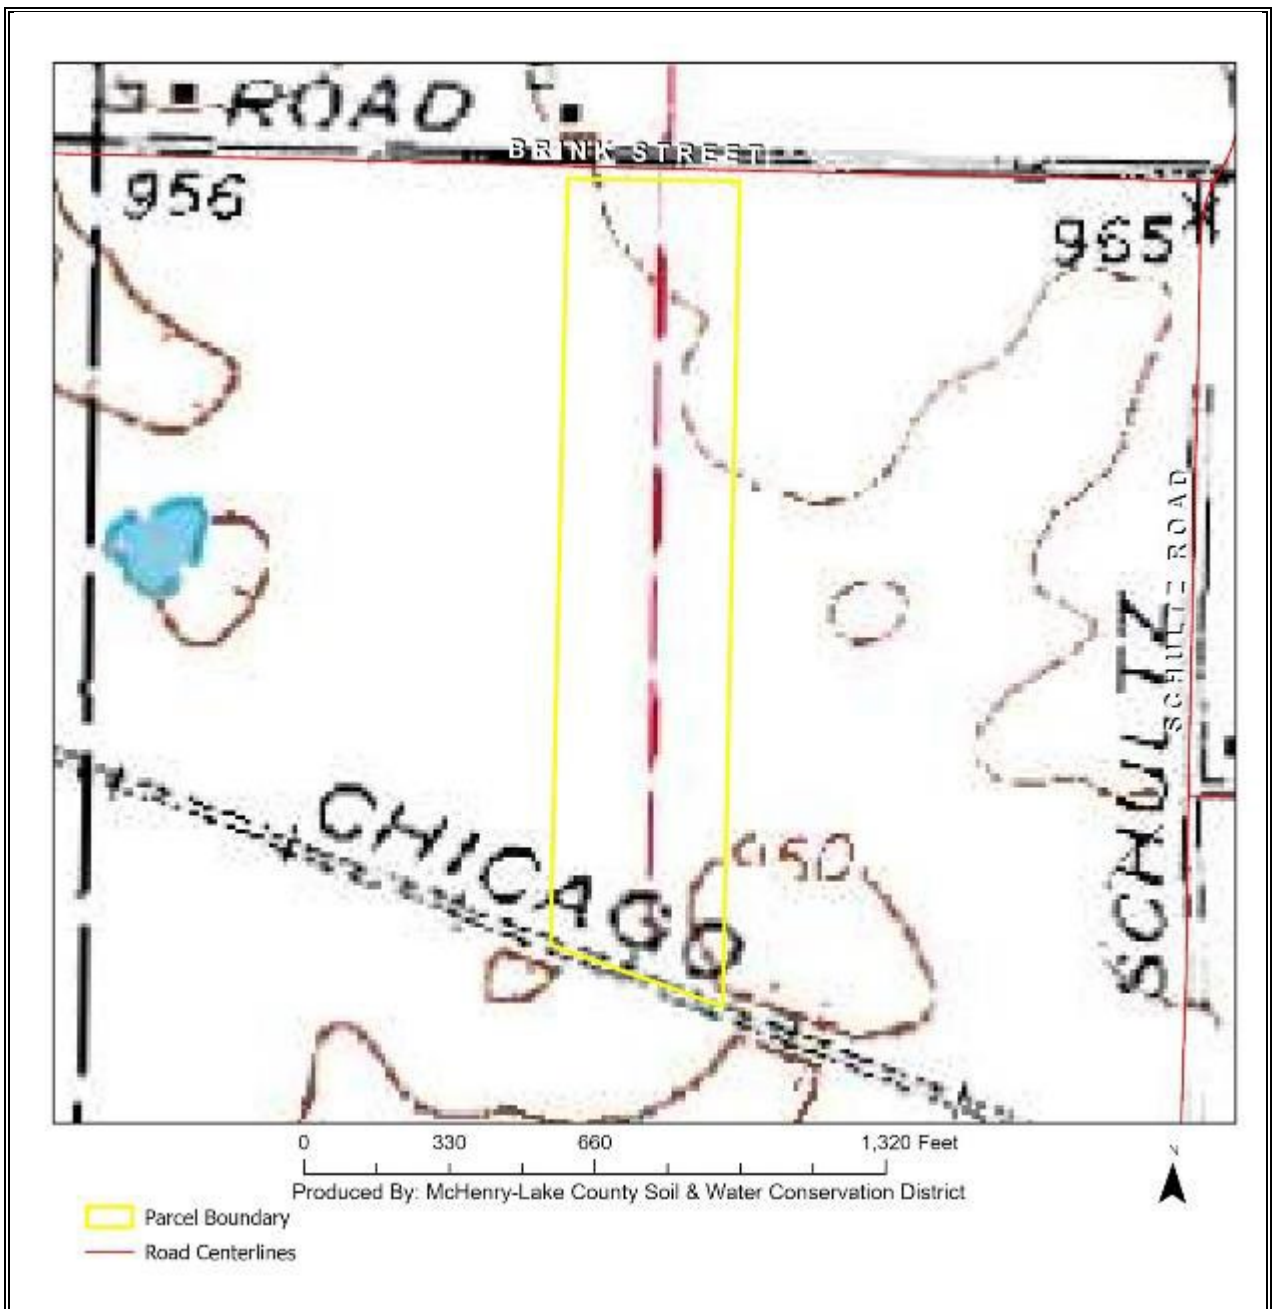 ROAD
BRINK STREET
956
965
SCHULTZ ROAD
SCHULTZ
CHICAGO
950
0 330 660 1,320 Feet
N
Produced By: McHenry-Lake County Soil & Water Conservation District
Parcel Boundary
Road Centerlines